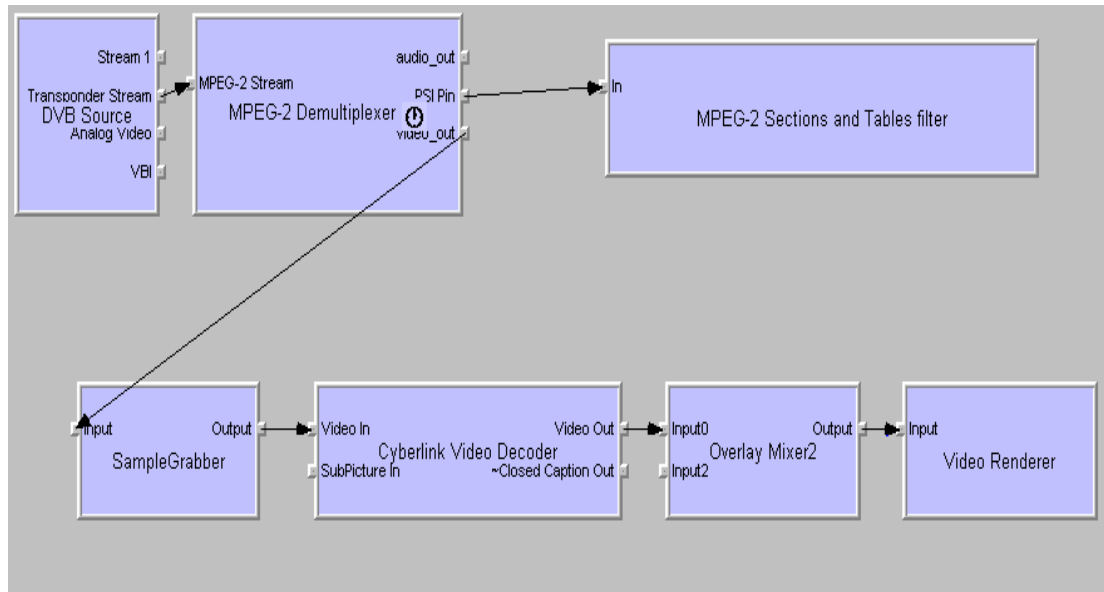 Stream 1
Transponder Stream
DVB Source
Analog Video
VBI
audio_out
MPEG-2 Stream
PSI Pin
MPEG-2 Demultiplexer
video_out
In
MPEG-2 Sections and Tables filter
Input
Output
SampleGrabber
Video In
Video Out
Cyberlink Video Decoder
SubPicture In
~Closed Caption Out
Input0
Output
Overlay Mixer2
Input2
Input
Video Renderer